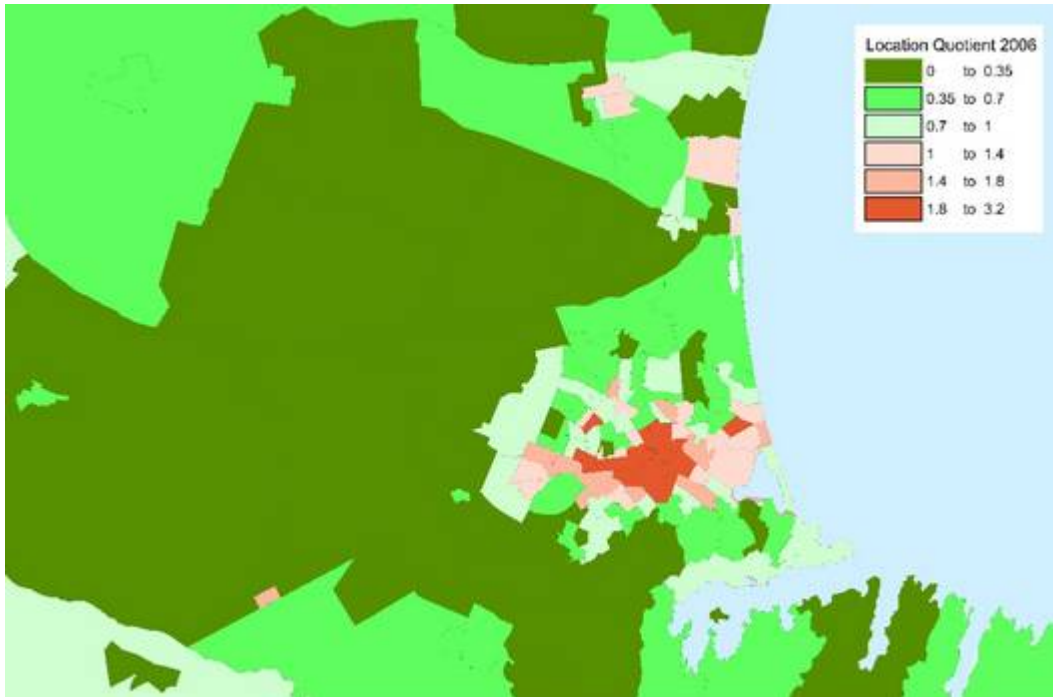 Location Quotient 2006
0 to 0.35
0.35 to 0.7
0.7 to 1
1 to 1.4
1.4 to 1.8
1.8 to 3.2